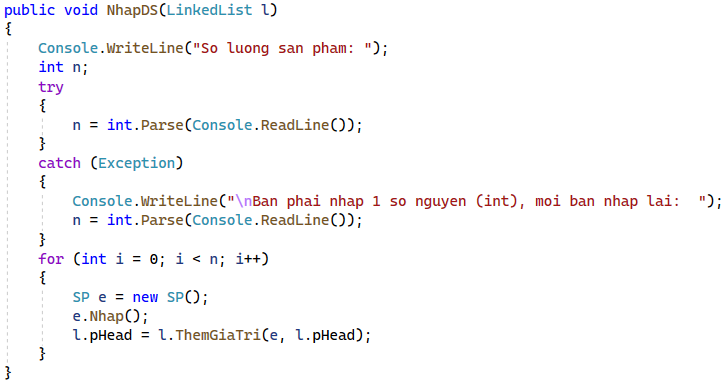 public void NhapDS(LinkedList l)
{
    Console.WriteLine("So luong san pham: ");
    int n;
    try
    {
        n = int.Parse(Console.ReadLine());
    }
    catch (Exception)
    {
        Console.WriteLine("\nBan phai nhap 1 so nguyen (int), moi ban nhap lai:  ");
        n = int.Parse(Console.ReadLine());
    }
    for (int i = 0; i < n; i++)
    {
        SP e = new SP();
        e.Nhap();
        l.pHead = l.ThemGiaTri(e, l.pHead);
    }
}